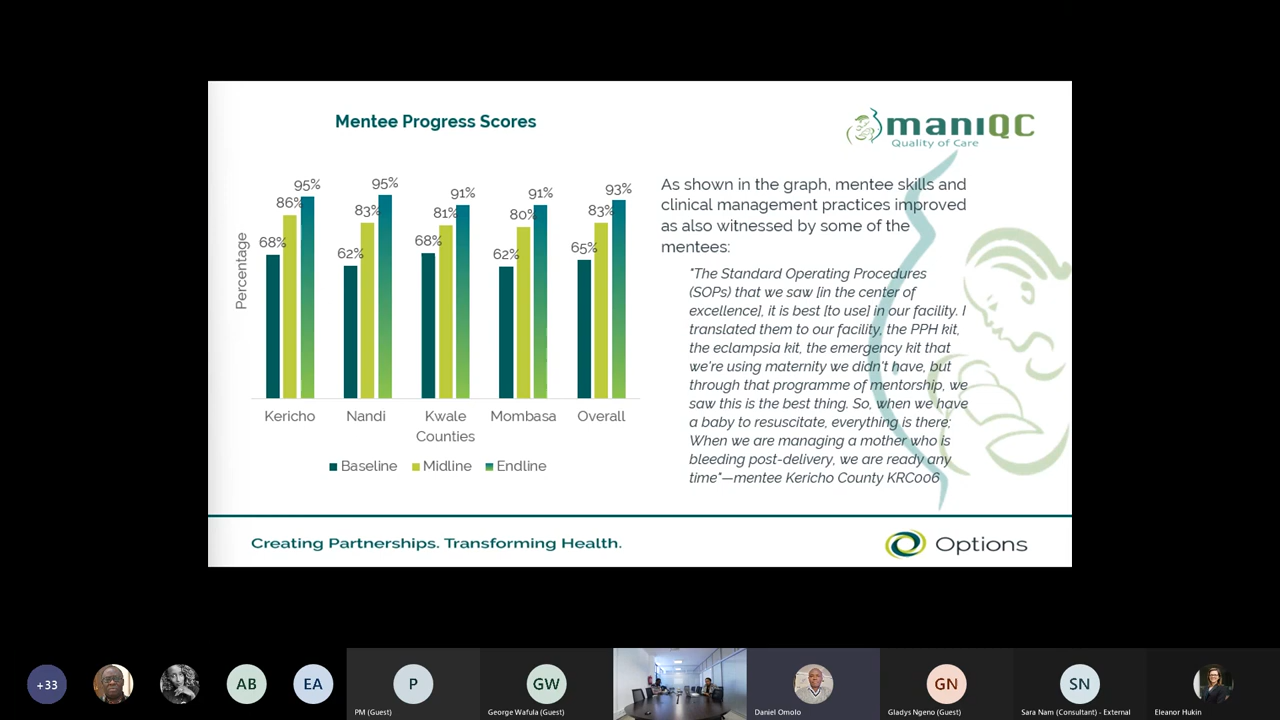 Mentee Progress Scores
maniQC
Quality of Care
Percentage
68% 86% 95%
62% 83% 95%
68% 81% 91%
62% 80% 91%
65% 83% 93%
Kericho Nandi Kwale Mombasa Overall
Counties
Baseline Midline Endline
As shown in the graph, mentee skills and
clinical management practices improved
as also witnessed by some of the
mentees:
"The Standard Operating Procedures
(SOPs) that we saw [in the center of
excellence], it is best [to use] in our facility. I
translated them to our facility, the PPH kit,
the eclampsia kit, the emergency kit that
we're using maternity we didn't have, but
through that programme of mentorship, we
saw this is the best thing. So, when we have
a baby to resuscitate, everything is there;
When we are managing a mother who is
bleeding post-delivery, we are ready any
time"—mentee Kericho County KRC006
Creating Partnerships. Transforming Health.
Options
+33
AB
EA
P
PM (Guest)
GW
George Wafula (Guest)
Daniel Omolo
GN
Gladys Ngeno (Guest)
SN
Sara Nam (Consultant) - External
Eleanor Hukin